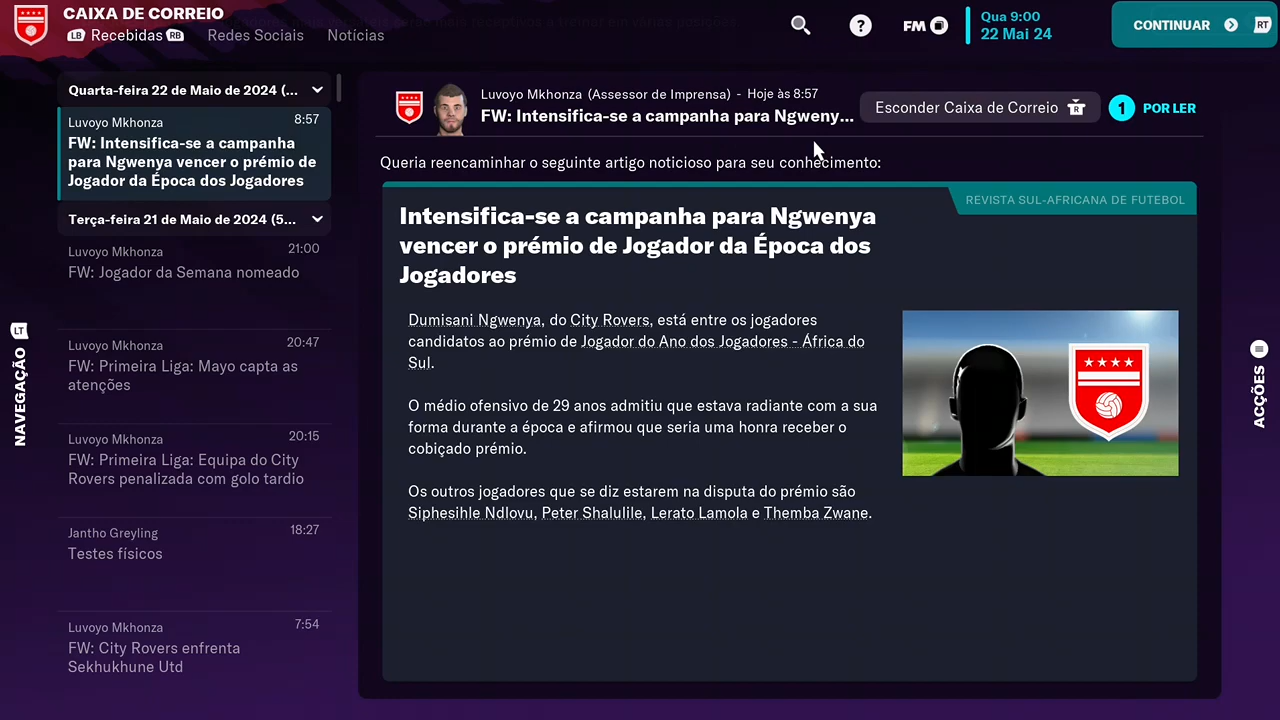 CAIXA DE CORREIO
LB Recebidas RB Redes Sociais Notícias
FM
Qua 9:00
22 Mai 24
CONTINUAR RT
Quarta-feira 22 de Maio de 2024 (...
Luvoyo Mkhonza 8:57
FW: Intensifica-se a campanha
para Ngwenya vencer o prémio de
Jogador da Época dos Jogadores
Terça-feira 21 de Maio de 2024 (5...
Luvoyo Mkhonza 21:00
FW: Jogador da Semana nomeado
Luvoyo Mkhonza 20:47
FW: Primeira Liga: Mayo capta as
atenções
Luvoyo Mkhonza 20:15
FW: Primeira Liga: Equipa do City
Rovers penalizada com golo tardio
Jantho Greyling 18:27
Testes físicos
Luvoyo Mkhonza 7:54
FW: City Rovers enfrenta
Sekhukhune Utd
LT
NAVEGAÇÃO
Luvoyo Mkhonza (Assessor de Imprensa) - Hoje às 8:57
FW: Intensifica-se a campanha para Ngweny...
Esconder Caixa de Correio R
1 POR LER
Queria reencaminhar o seguinte artigo noticioso para seu conhecimento:
REVISTA SUL-AFRICANA DE FUTEBOL
Intensifica-se a campanha para Ngwenya
vencer o prémio de Jogador da Época dos
Jogadores
Dumisani Ngwenya, do City Rovers, está entre os jogadores
candidatos ao prémio de Jogador do Ano dos Jogadores - África do
Sul.
O médio ofensivo de 29 anos admitiu que estava radiante com a sua
forma durante a época e afirmou que seria uma honra receber o
cobiçado prémio.
Os outros jogadores que se diz estarem na disputa do prémio são
Siphesihle Ndlovu, Peter Shalulile, Lerato Lamola e Themba Zwane.
ACÇÕES